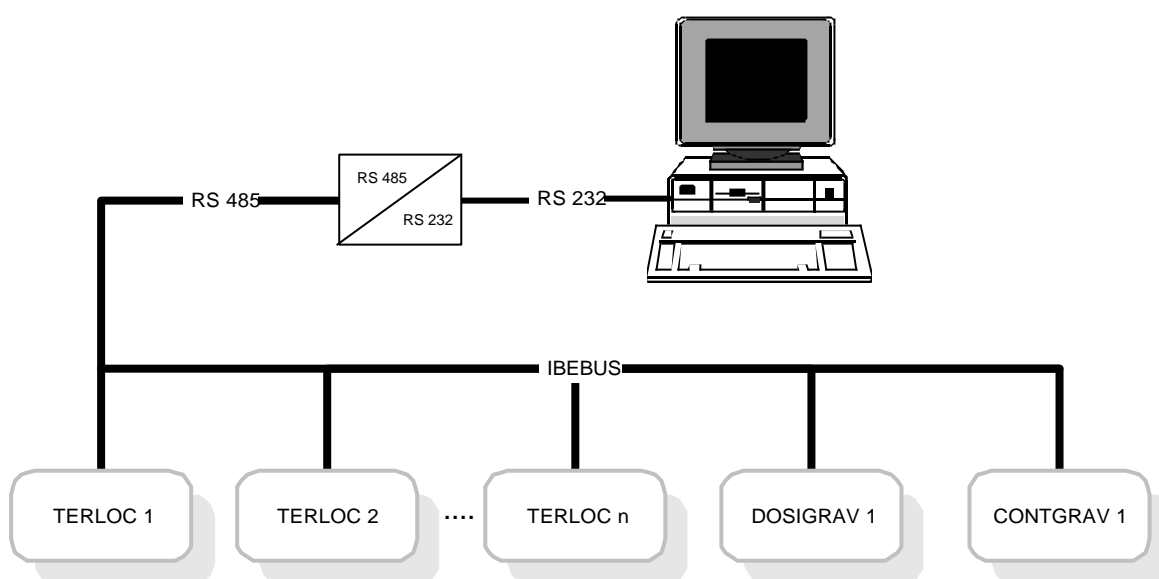 RS 485
RS 485
RS 232
RS 232
IBEBUS
TERLOC 1
TERLOC 2
....
TERLOC n
DOSIGRAV 1
CONTGRAV 1